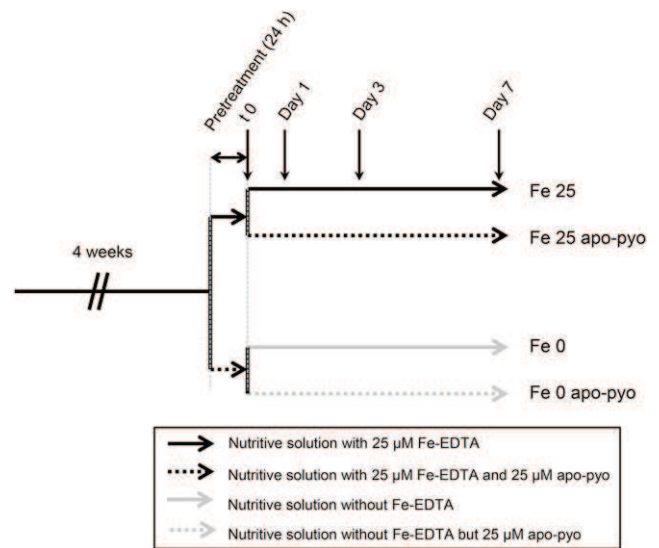 Pretreatment (24 h)
t 0
Day 1
Day 3
Day 7
4 weeks
Fe 25
Fe 25 apo-pyo
Fe 0
Fe 0 apo-pyo
Nutritive solution with 25 µM Fe-EDTA
Nutritive solution with 25 µM Fe-EDTA and 25 µM apo-pyo
Nutritive solution without Fe-EDTA
Nutritive solution without Fe-EDTA but 25 µM apo-pyo